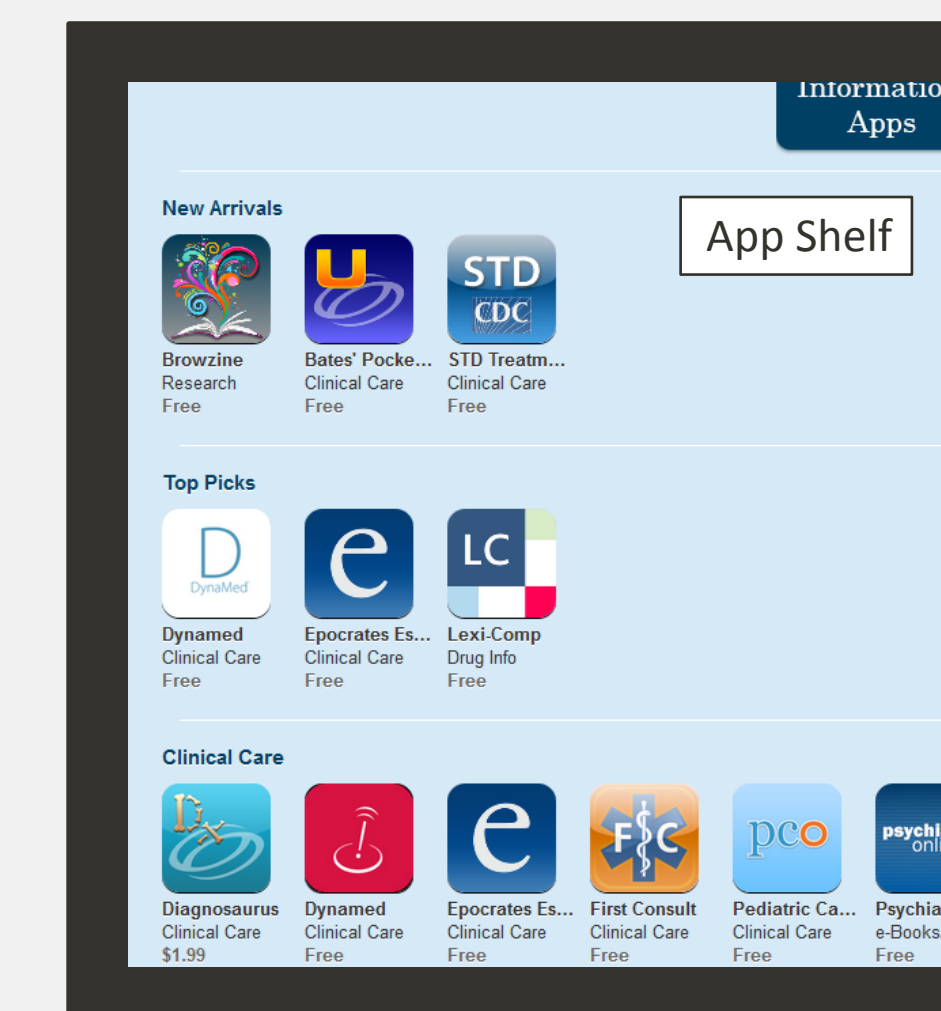 Informatio
Apps
New Arrivals
App Shelf
U
STD
CDC
Browzine
Bates' Pocke...
STD Treatm...
Research
Clinical Care
Clinical Care
Free
Free
Free
Top Picks
D
DynaMed
e
LC
Dynamed
Epocrates Es...
Lexi-Comp
Clinical Care
Clinical Care
Drug Info
Free
Free
Free
Clinical Care
Dx
e
F C
pco
psychi
onli
Diagnosaurus
Dynamed
Epocrates Es...
First Consult
Pediatric Ca...
Psychia
Clinical Care
Clinical Care
Clinical Care
Clinical Care
Clinical Care
e-Books
$1.99
Free
Free
Free
Free
Free